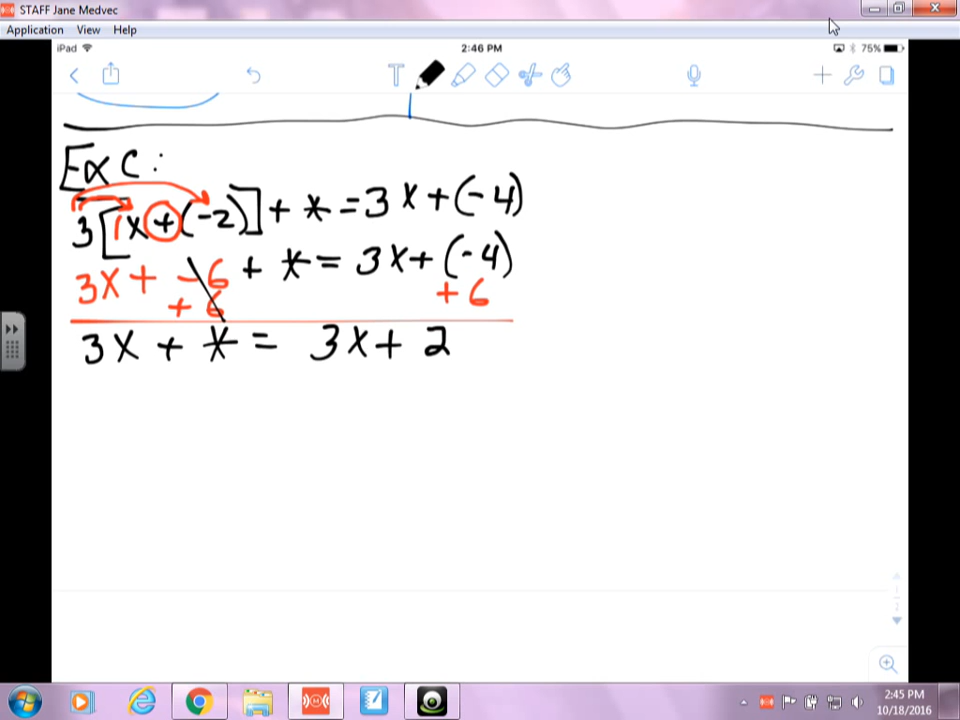 STAFF Jane Medvec
Application View Help
iPad 2:46 PM 75%
T
Ex C:
3[1x+(-2)]+*=3x+(-4)
3x+ -6 + *= 3x+(-4)
+6 +6
3x + * = 3x+ 2
2:45 PM
10/18/2016